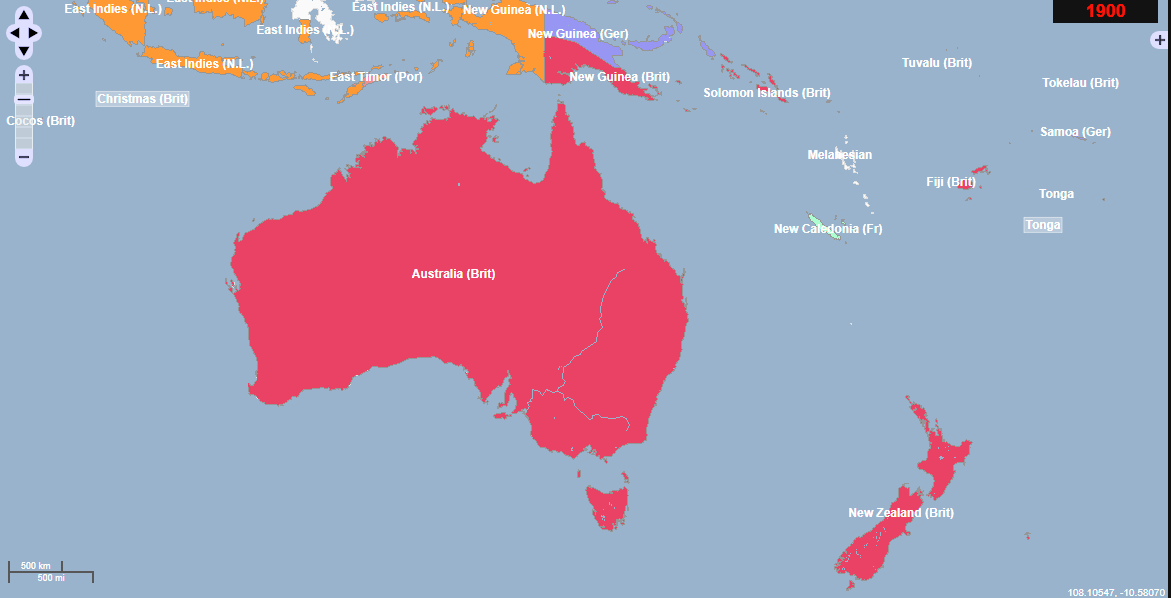 East Indies (N.L.)
East Indies (N.L.)
East Indies (N.L.)
New Guinea (N.L.)
1900
East Indies
New Guinea (Ger)
East Indies (N.L.)
East Timor (Por)
New Guinea (Brit)
Tuvalu (Brit)
Tokelau (Brit)
Christmas (Brit)
Solomon Islands (Brit)
Cocos (Brit)
Samoa (Ger)
Melanesian
Fiji (Brit)
Tonga
Tonga
New Caledonia (Fr)
Australia (Brit)
New Zealand (Brit)
500 km
500 mi
108.10547, -10.58070